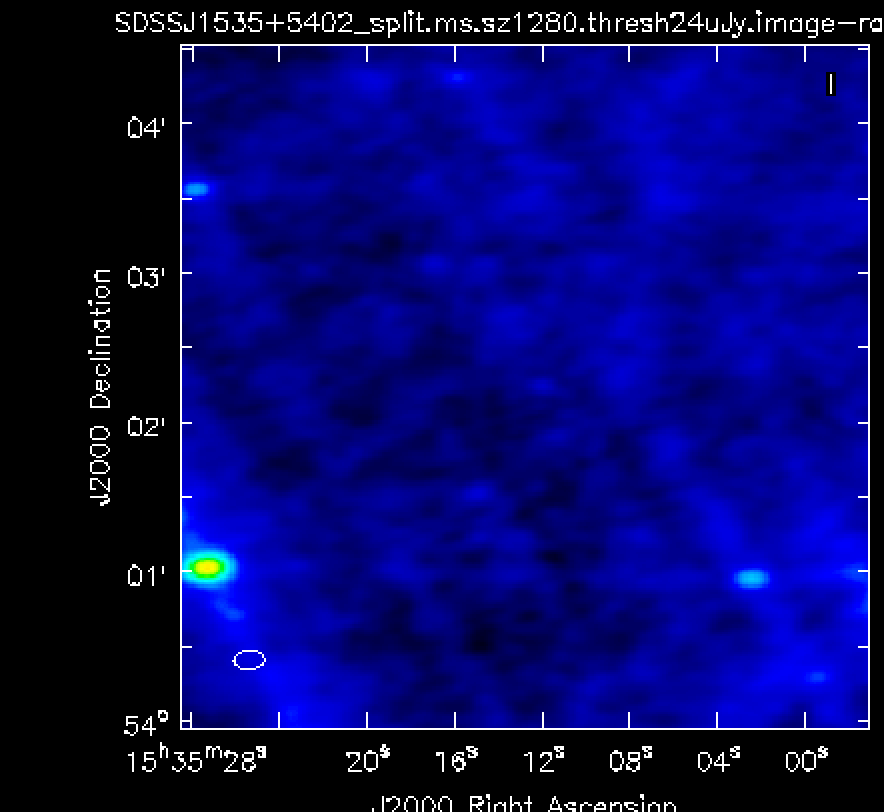 SDSSJ1535+5402_split.ms.sz1280.thresh24uJy.image-ra
I
04'
03'
J2000 Declination
02'
01'
54°
15h35m28s 20s 16s 12s 08s 04s 00s
J2000 Right Ascension